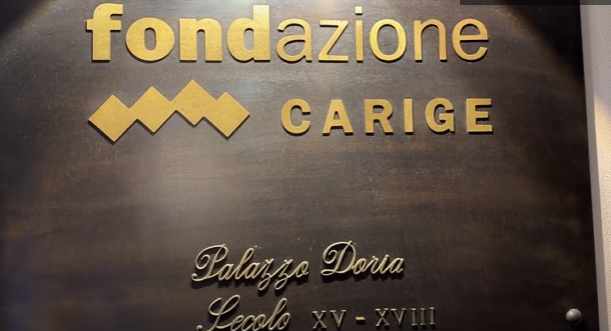 fondazione
CARIGE
Palazzo Doria
Secolo XV - XVIII